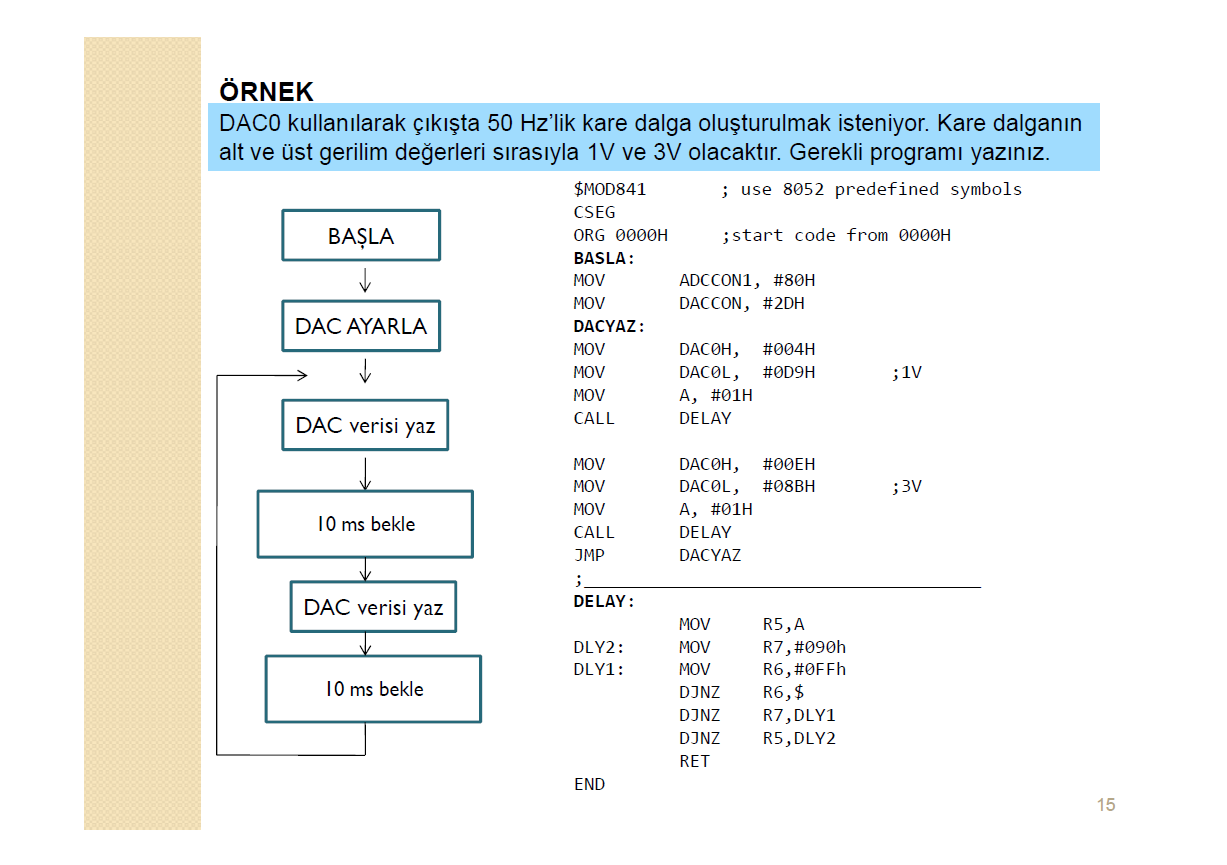 ÖRNEK
DAC0 kullanılarak çıkışta 50 Hz’lik kare dalga oluşturulmak isteniyor. Kare dalganın
alt ve üst gerilim değerleri sırasıyla 1V ve 3V olacaktır. Gerekli programı yazınız.
BAŞLA
DAC AYARLA
DAC verisi yaz
10 ms bekle
DAC verisi yaz
10 ms bekle
$MOD841 ; use 8052 predefined symbols
CSEG
ORG 0000H ;start code from 0000H
BASLA:
MOV ADCCON1, #80H
MOV DACCON, #2DH
DACYAZ:
MOV DAC0H, #004H
MOV DAC0L, #0D9H ;1V
MOV A, #01H
CALL DELAY
MOV DAC0H, #00EH
MOV DAC0L, #08BH ;3V
MOV A, #01H
CALL DELAY
JMP DACYAZ
;______________________________________
DELAY:
MOV R5,A
DLY2: MOV R7,#090h
DLY1: MOV R6,#0FFh
DJNZ R6,$
DJNZ R7,DLY1
DJNZ R5,DLY2
RET
END
15